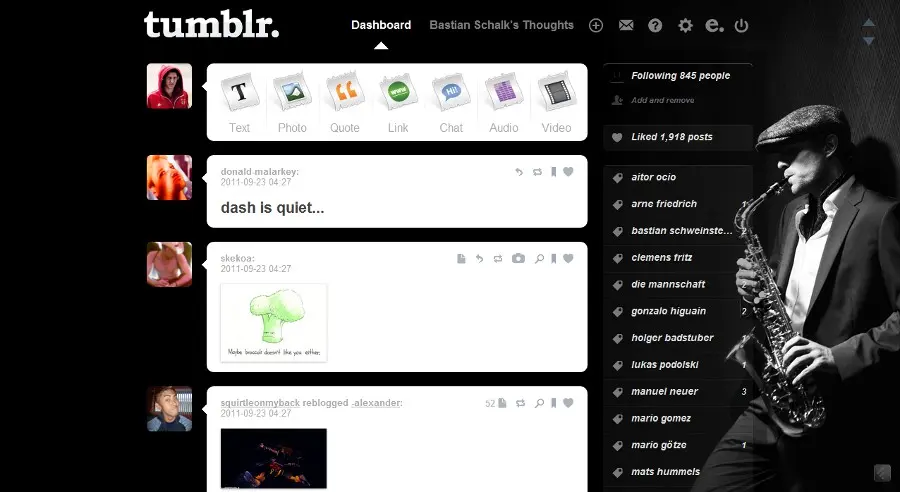 tumblr.
Dashboard
Bastian Schalk's Thoughts
Text
Photo
Quote
Link
Chat
Audio
Video
donald-malarkey:
2011-09-23 04:27
dash is quiet...
skekoa:
2011-09-23 04:27
Maybe broccoli doesn't like you either.
squirtleonmyback reblogged -alexander:
2011-09-23 04:27
52
Following 845 people
Add and remove
Liked 1,918 posts
aitor ocio
arne friedrich 1
bastian schweinste...
clemens fritz
die mannschaft
gonzalo higuain 2
holger badstuber
lukas podolski 1
manuel neuer 3
mario gomez
mario götze 1
mats hummels